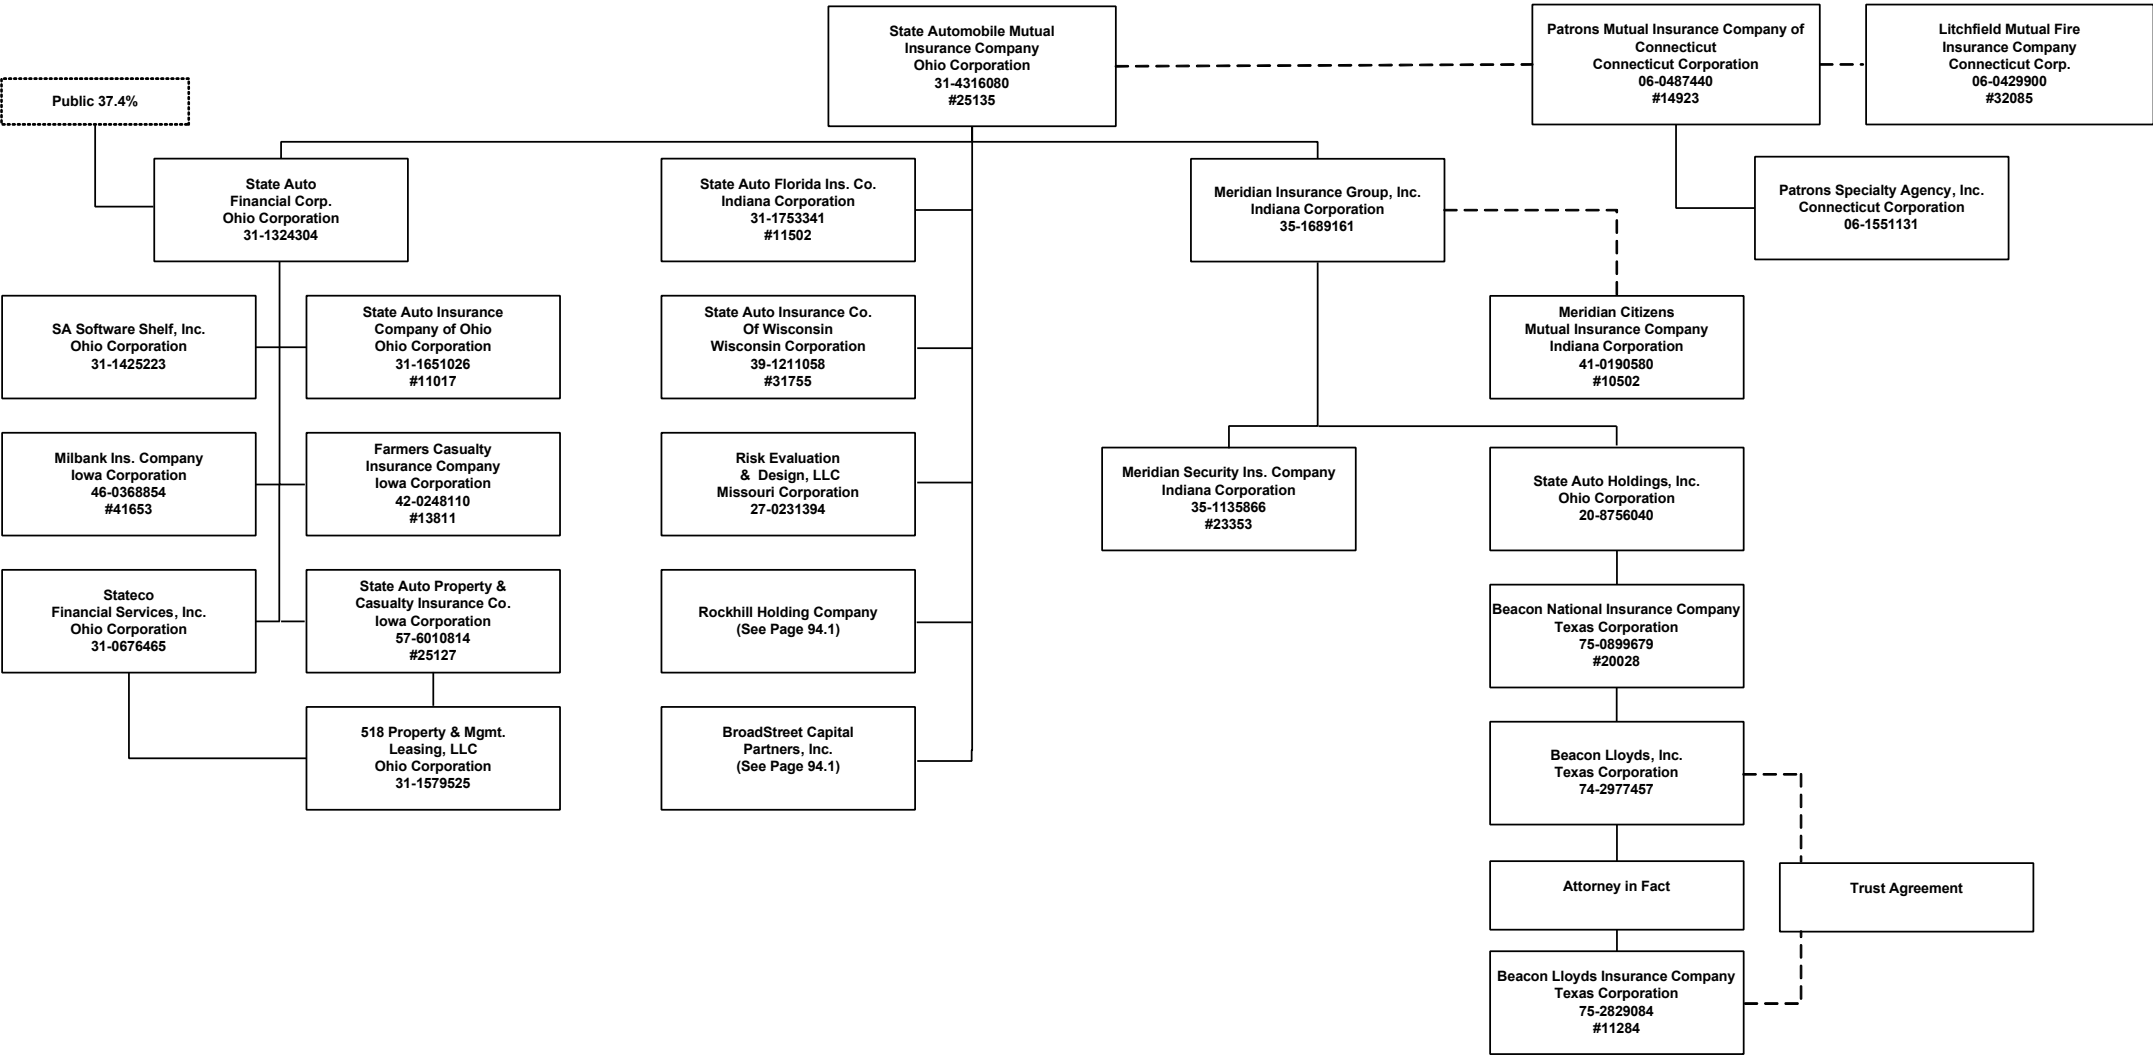 State Automobile Mutual
Insurance Company
Ohio Corporation
31-4316080
#25135
Patrons Mutual Insurance Company of
Connecticut
Connecticut Corporation
06-0487440
#14923
Litchfield Mutual Fire
Insurance Company
Connecticut Corp.
06-0429900
#32085
Public 37.4%
State Auto
Financial Corp.
Ohio Corporation
31-1324304
State Auto Florida Ins. Co.
Indiana Corporation
31-1753341
#11502
Meridian Insurance Group, Inc.
Indiana Corporation
35-1689161
Patrons Specialty Agency, Inc.
Connecticut Corporation
06-1551131
SA Software Shelf, Inc.
Ohio Corporation
31-1425223
State Auto Insurance
Company of Ohio
Ohio Corporation
31-1651026
#11017
State Auto Insurance Co.
Of Wisconsin
Wisconsin Corporation
39-1211058
#31755
Meridian Citizens
Mutual Insurance Company
Indiana Corporation
41-0190580
#10502
Milbank Ins. Company
Iowa Corporation
46-0368854
#41653
Farmers Casualty
Insurance Company
Iowa Corporation
42-0248110
#13811
Risk Evaluation
& Design, LLC
Missouri Corporation
27-0231394
Meridian Security Ins. Company
Indiana Corporation
35-1135866
#23353
State Auto Holdings, Inc.
Ohio Corporation
20-8756040
Stateco
Financial Services, Inc.
Ohio Corporation
31-0676465
State Auto Property &
Casualty Insurance Co.
Iowa Corporation
57-6010814
#25127
Rockhill Holding Company
(See Page 94.1)
Beacon National Insurance Company
Texas Corporation
75-0899679
#20028
518 Property & Mgmt.
Leasing, LLC
Ohio Corporation
31-1579525
BroadStreet Capital
Partners, Inc.
(See Page 94.1)
Beacon Lloyds, Inc.
Texas Corporation
74-2977457
Attorney in Fact
Trust Agreement
Beacon Lloyds Insurance Company
Texas Corporation
75-2829084
#11284